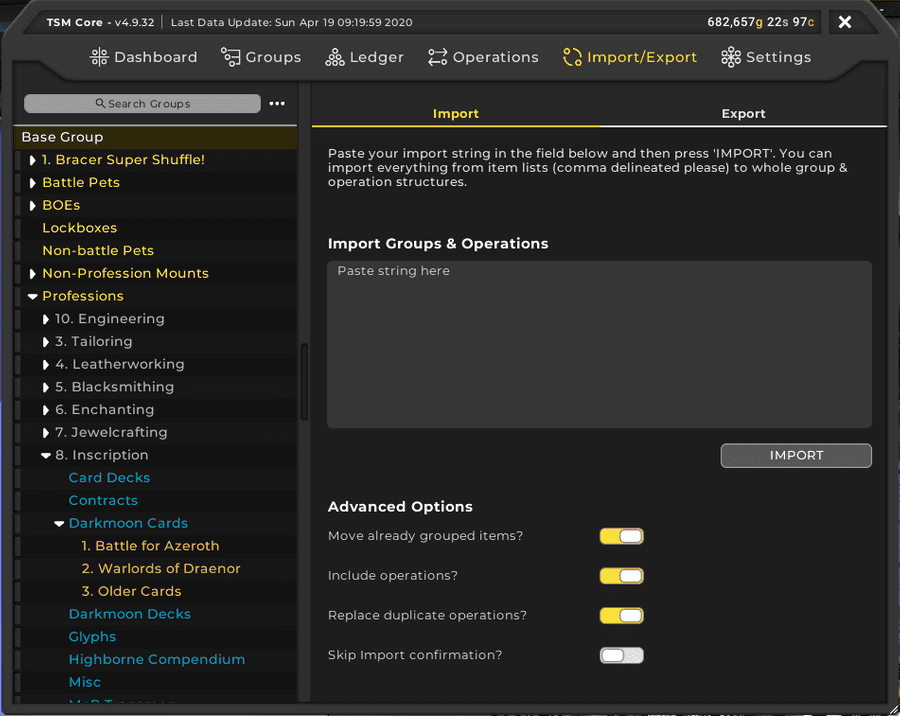 TSM Core - v4.9.32 Last Data Update: Sun Apr 19 09:19:59 2020 682,657g 22s 97c
Dashboard Groups Ledger Operations Import/Export Settings
Search Groups
Base Group
1. Bracer Super Shuffle!
Battle Pets
BOEs
Lockboxes
Non-battle Pets
Non-Profession Mounts
Professions
10. Engineering
3. Tailoring
4. Leatherworking
5. Blacksmithing
6. Enchanting
7. Jewelcrafting
8. Inscription
Card Decks
Contracts
Darkmoon Cards
1. Battle for Azeroth
2. Warlords of Draenor
3. Older Cards
Darkmoon Decks
Glyphs
Highborne Compendium
Misc
Import Export
Paste your import string in the field below and then press 'IMPORT'. You can
import everything from item lists (comma delineated please) to whole group &
operation structures.
Import Groups & Operations
Paste string here
IMPORT
Advanced Options
Move already grouped items?
Include operations?
Replace duplicate operations?
Skip Import confirmation?